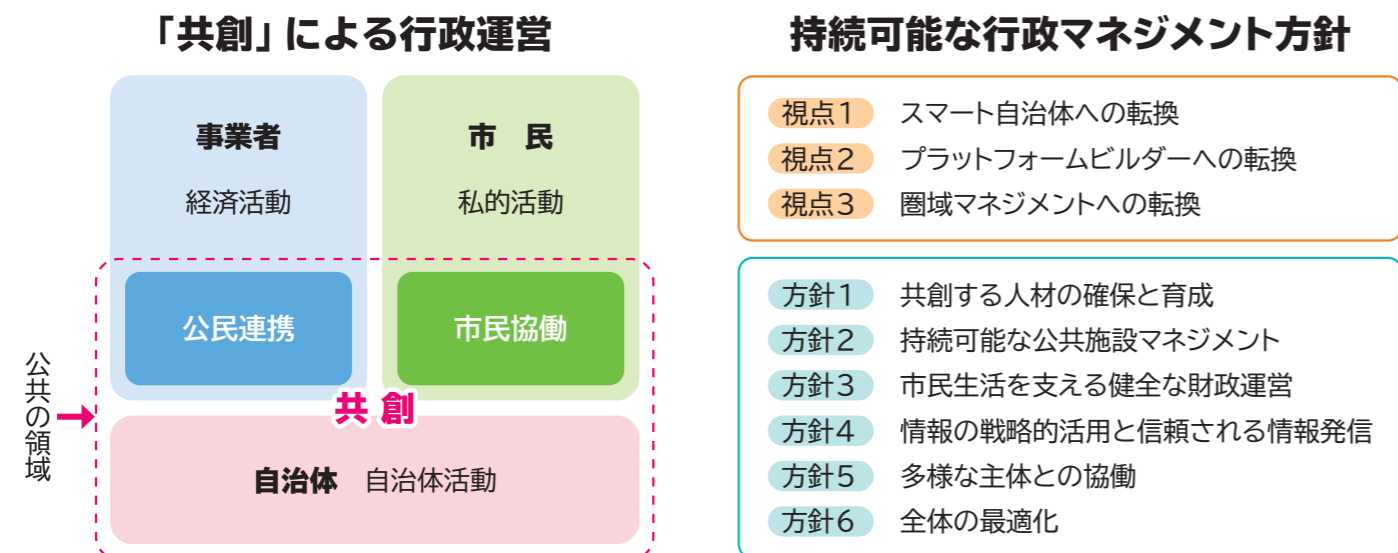 「共創」による行政運営
事業者
経済活動
市　民
私的活動
公民連携
市民協働
公共の領域
共創
自治体　自治体活動
持続可能な行政マネジメント方針
視点1　スマート自治体への転換
視点2　プラットフォームビルダーへの転換
視点3　圏域マネジメントへの転換
方針1　共創する人材の確保と育成
方針2　持続可能な公共施設マネジメント
方針3　市民生活を支える健全な財政運営
方針4　情報の戦略的活用と信頼される情報発信
方針5　多様な主体との協働
方針6　全体の最適化